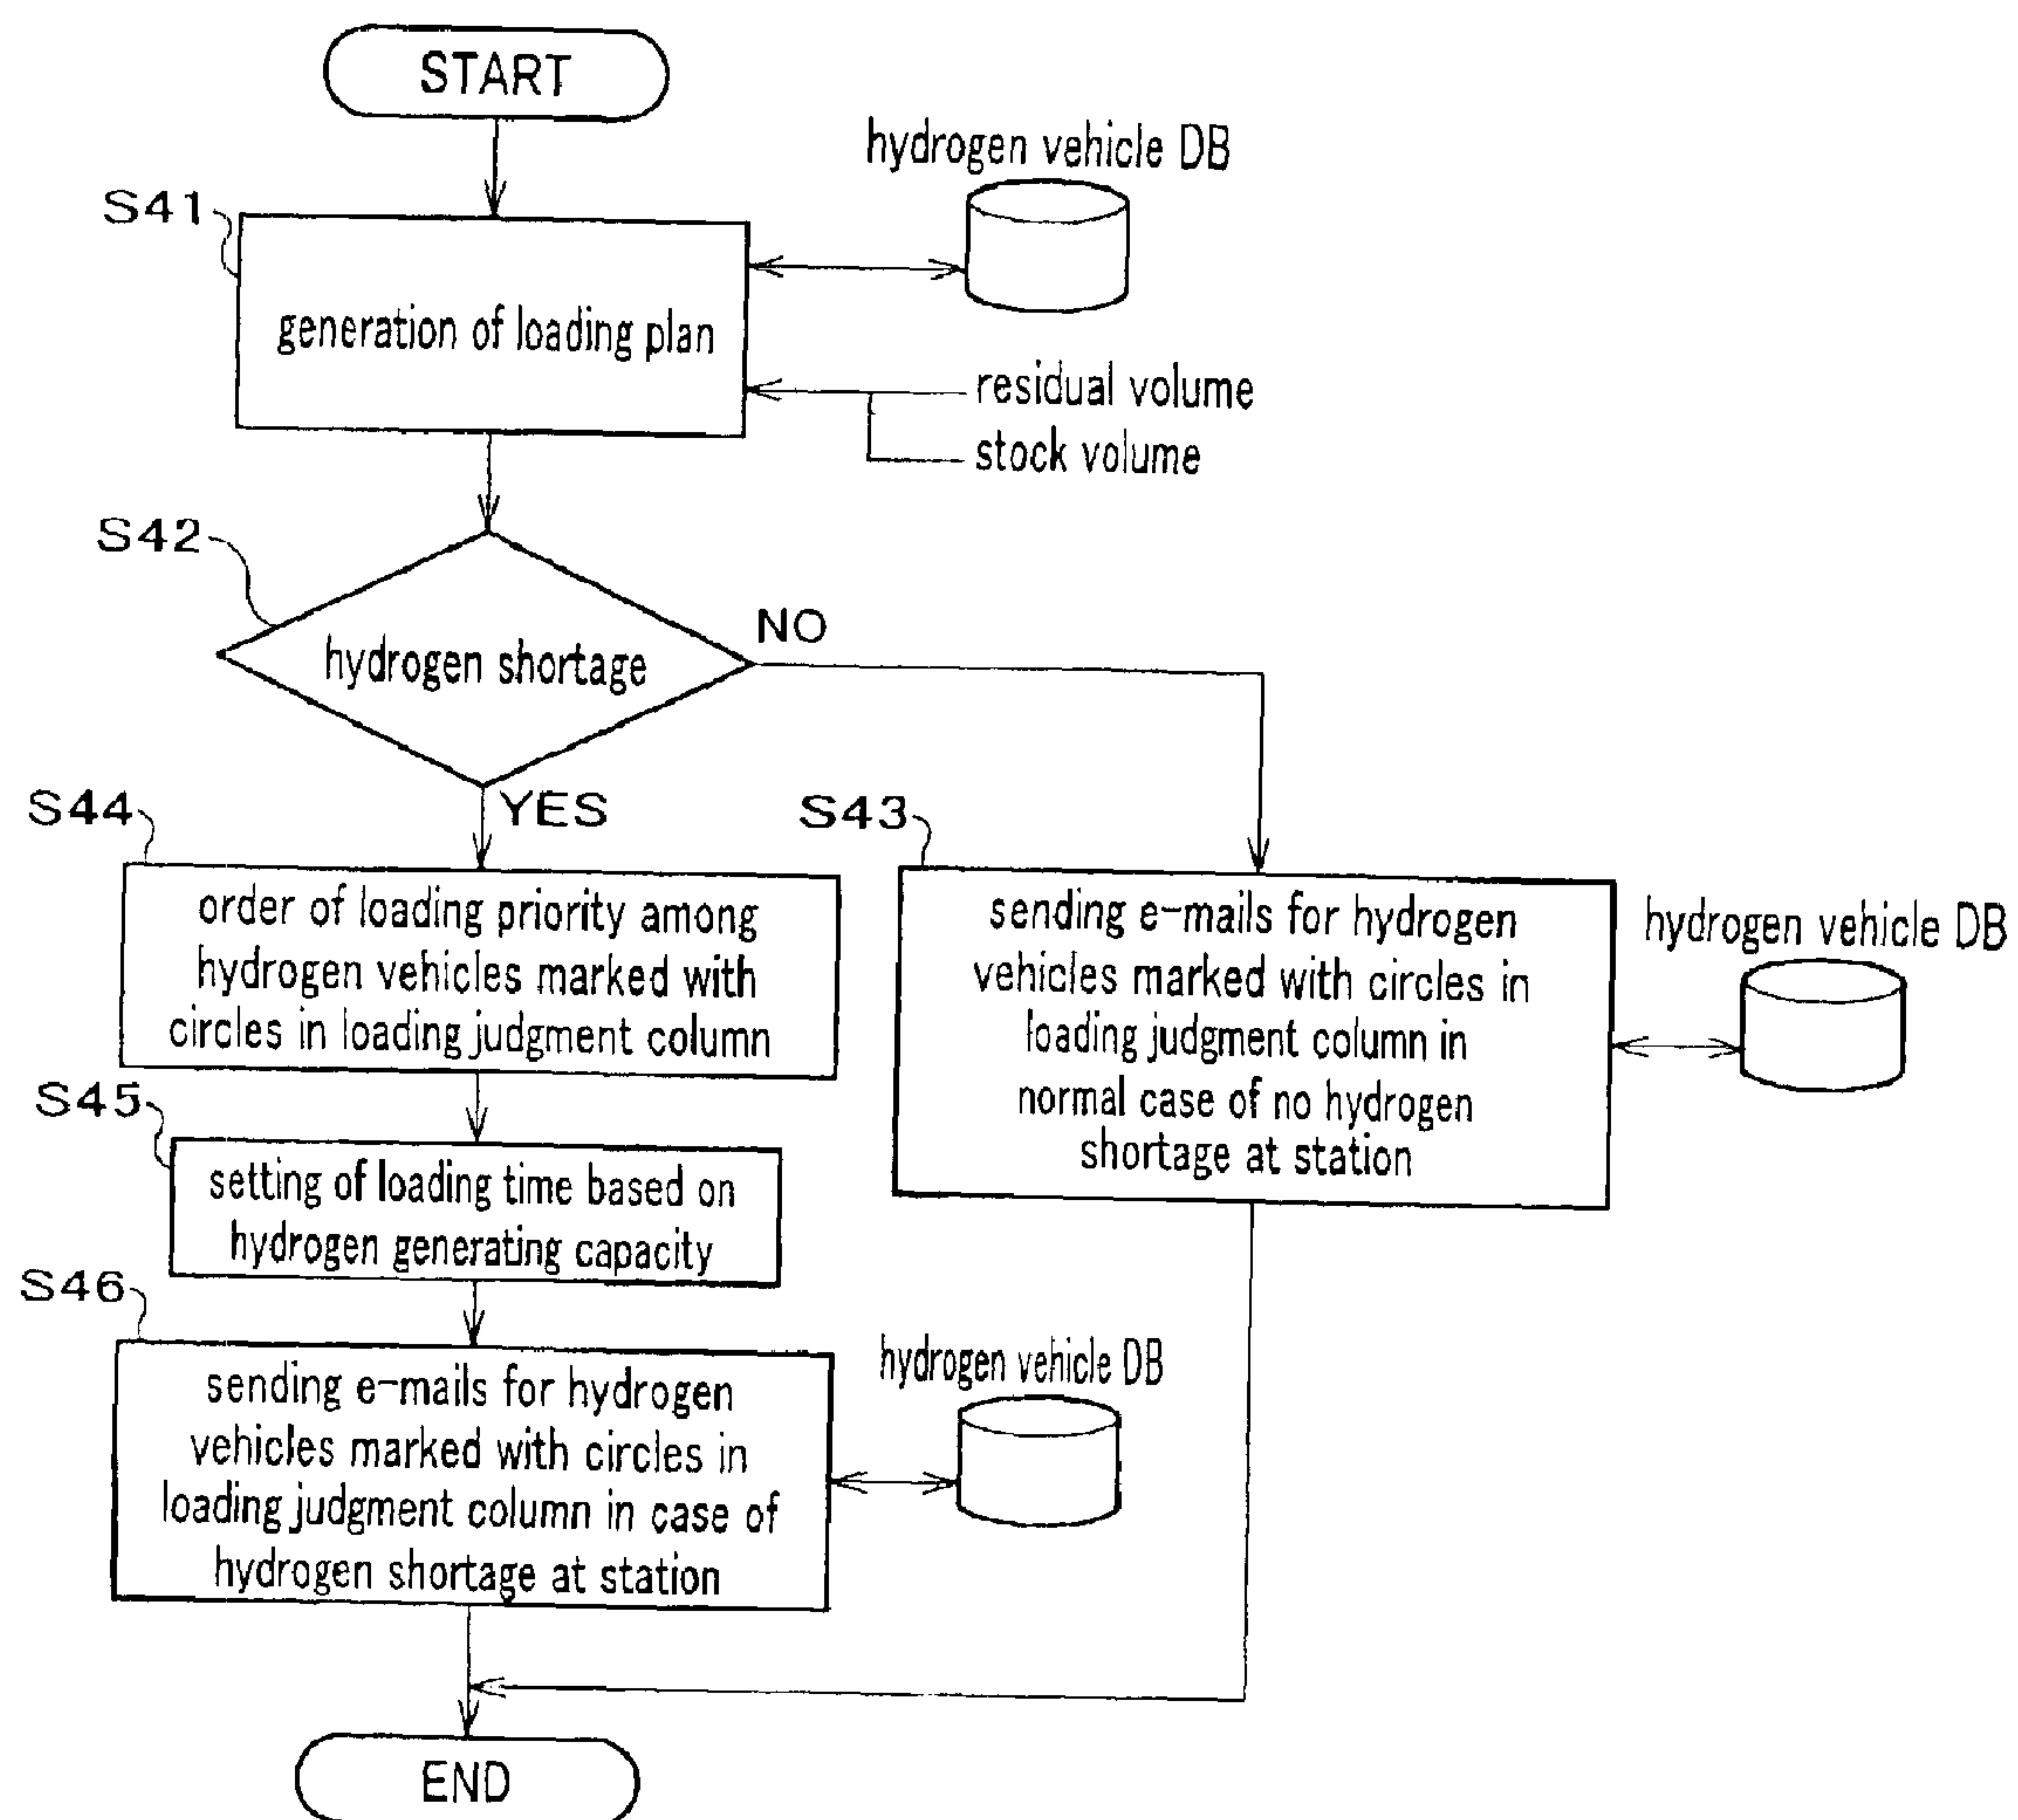 START
hydrogen vehicle DB
S41
generation of loading plan
residual volume
stock volume
S42
hydrogen shortage
NO
YES
S44
order of loading priority among
hydrogen vehicles marked with
circles in loading judgment column
S43
sending e-mails for hydrogen
vehicles marked with circles in
loading judgment column in
normal case of no hydrogen
shortage at station
hydrogen vehicle DB
S45
setting of loading time based on
hydrogen generating capacity
S46
sending e-mails for hydrogen
vehicles marked with circles in
loading judgment column in case of
hydrogen shortage at station
hydrogen vehicle DB
END